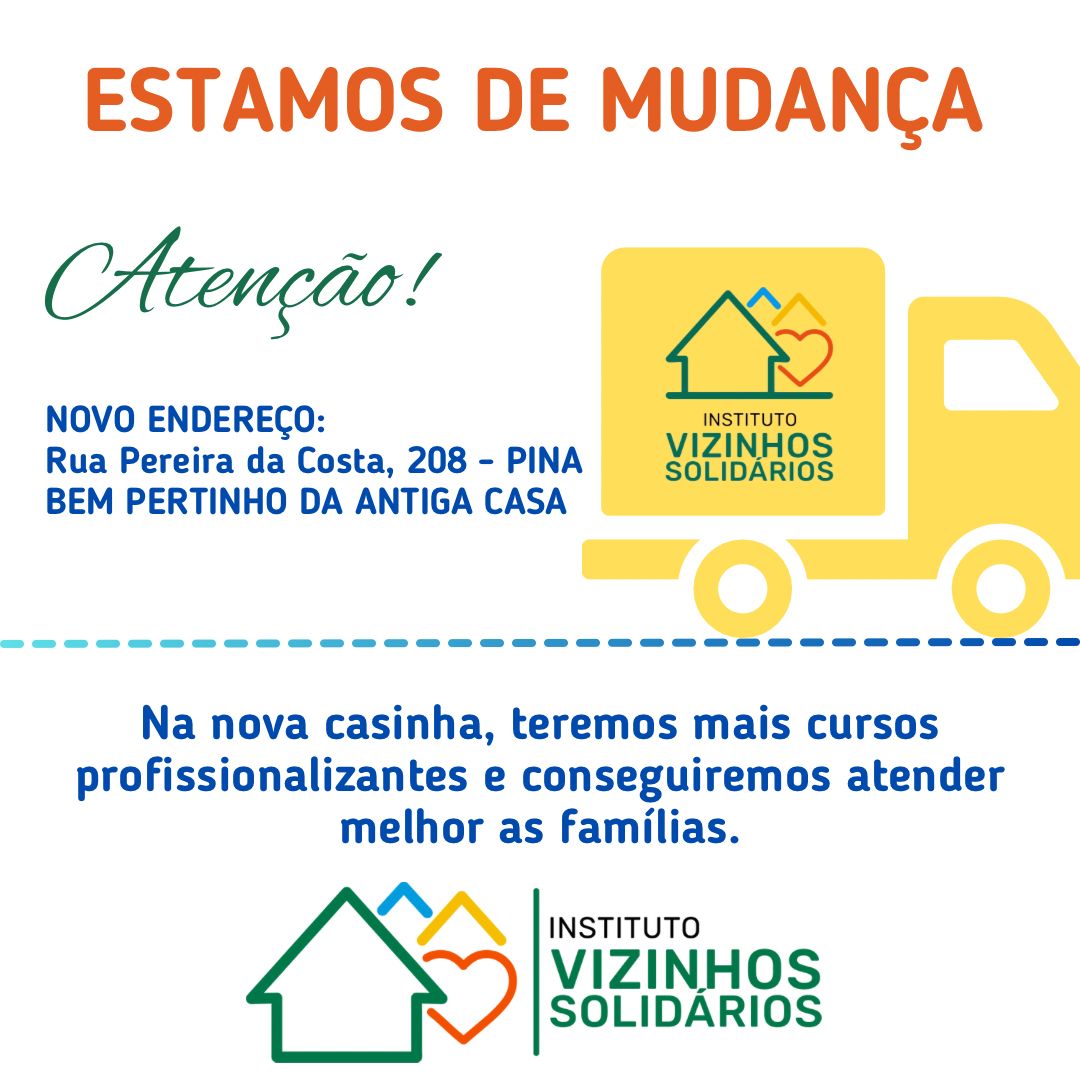 ESTAMOS DE MUDANÇA
Atenção!
NOVO ENDEREÇO:
Rua Pereira da Costa, 208 - PINA
BEM PERTINHO DA ANTIGA CASA
INSTITUTO
VIZINHOS
SOLIDÁRIOS
Na nova casinha, teremos mais cursos
profissionalizantes e conseguiremos atender
melhor as famílias.
INSTITUTO
VIZINHOS
SOLIDÁRIOS